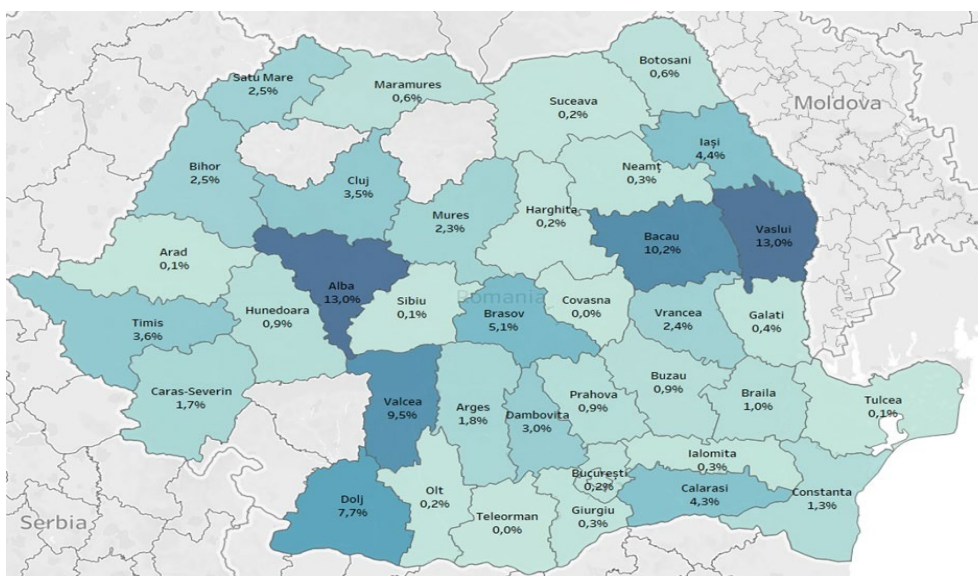 Botosani
0,6%
Satu Mare
2,5%
Maramures
0,6%
Suceava
0,2%
Moldova
Iași
4,4%
Bihor
2,5%
Cluj
3,5%
Neamț
0,3%
Mures
2,3%
Harghita
0,2%
Bacau
10,2%
Vaslui
13,0%
Arad
0,1%
Alba
13,0%
Sibiu
0,1%
Romania
Brasov
5,1%
Covasna
0,0%
Hunedoara
0,9%
Timis
3,6%
Vrancea
2,4%
Galati
0,4%
Caras-Severin
1,7%
Valcea
9,5%
Arges
1,8%
Dambovita
3,0%
Prahova
0,9%
Buzau
0,9%
Braila
1,0%
Tulcea
0,1%
Ialomita
0,3%
București
0,2%
Calarasi
4,3%
Constanta
1,3%
Dolj
7,7%
Olt
0,2%
Teleorman
0,0%
Giurgiu
0,3%
Serbia